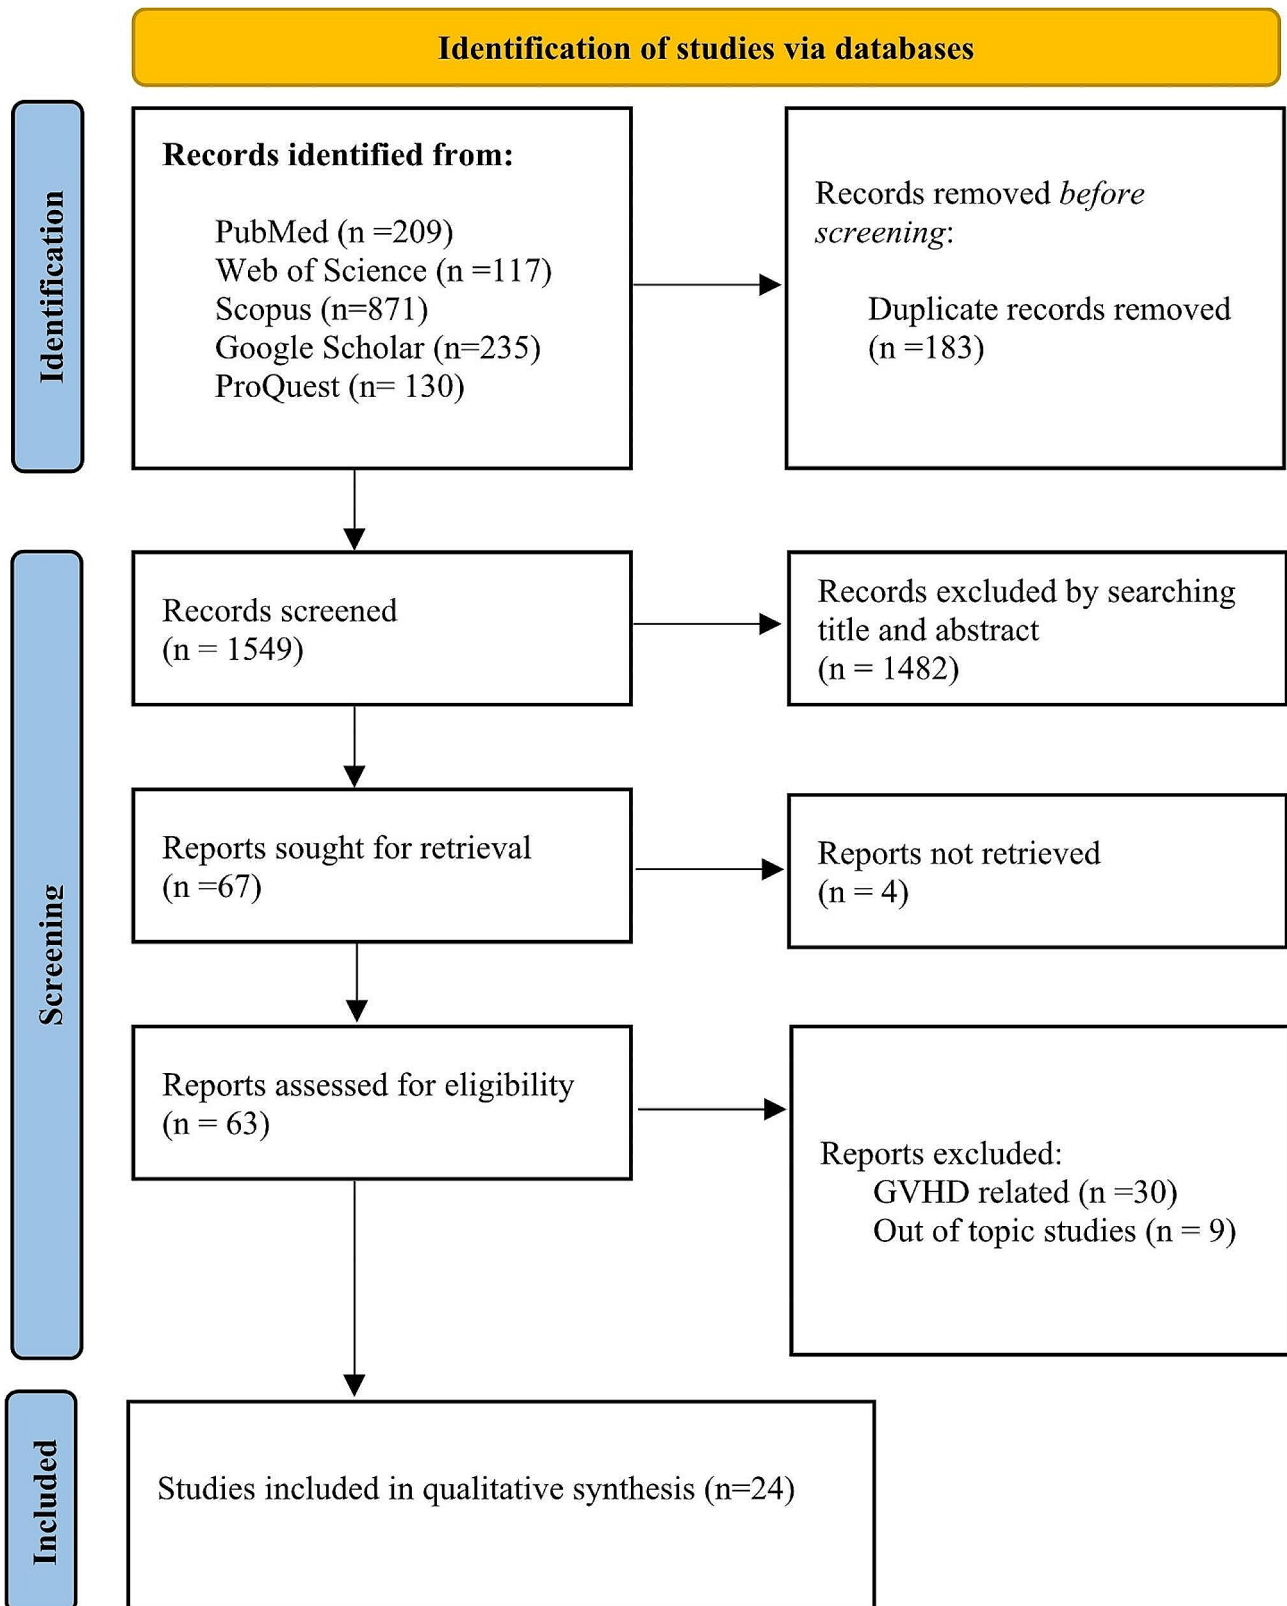 Identification of studies via databases
Identification
Records identified from:
PubMed (n =209)
Web of Science (n =117)
Scopus (n=871)
Google Scholar (n=235)
ProQuest (n= 130)
Records removed before
screening:
Duplicate records removed
(n =183)
Screening
Records screened
(n = 1549)
Records excluded by searching
title and abstract
(n = 1482)
Reports sought for retrieval
(n =67)
Reports not retrieved
(n = 4)
Reports assessed for eligibility
(n = 63)
Reports excluded:
GVHD related (n =30)
Out of topic studies (n = 9)
Included
Studies included in qualitative synthesis (n=24)